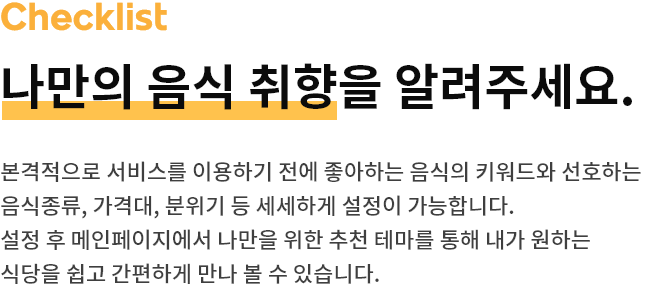 Checklist
나만의 음식 취향을 알려주세요.
본격적으로 서비스를 이용하기 전에 좋아하는 음식의 키워드와 선호하는
음식종류, 가격대, 분위기 등 세세하게 설정이 가능합니다.
설정 후 메인페이지에서 나만을 위한 추천 테마를 통해 내가 원하는
식당을 쉽고 간편하게 만나 볼 수 있습니다.